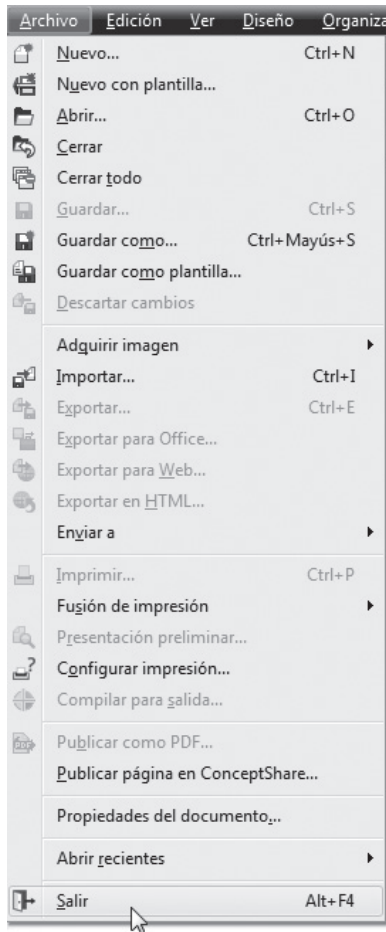 Archivo Edición Ver Diseño Organiza
Nuevo... Ctrl+N
Nuevo con plantilla...
Abrir... Ctrl+O
Cerrar
Cerrar todo
Guardar... Ctrl+S
Guardar como... Ctrl+Mayús+S
Guardar como plantilla...
Descartar cambios
Adquirir imagen
Importar... Ctrl+I
Exportar... Ctrl+E
Exportar para Office...
Exportar para Web...
Exportar en HTML...
Enviar a
Imprimir... Ctrl+P
Fusión de impresión
Presentación preliminar...
Configurar impresión...
Compilar para salida...
PDF Publicar como PDF...
Publicar página en ConceptShare...
Propiedades del documento...
Abrir recientes
Salir Alt+F4